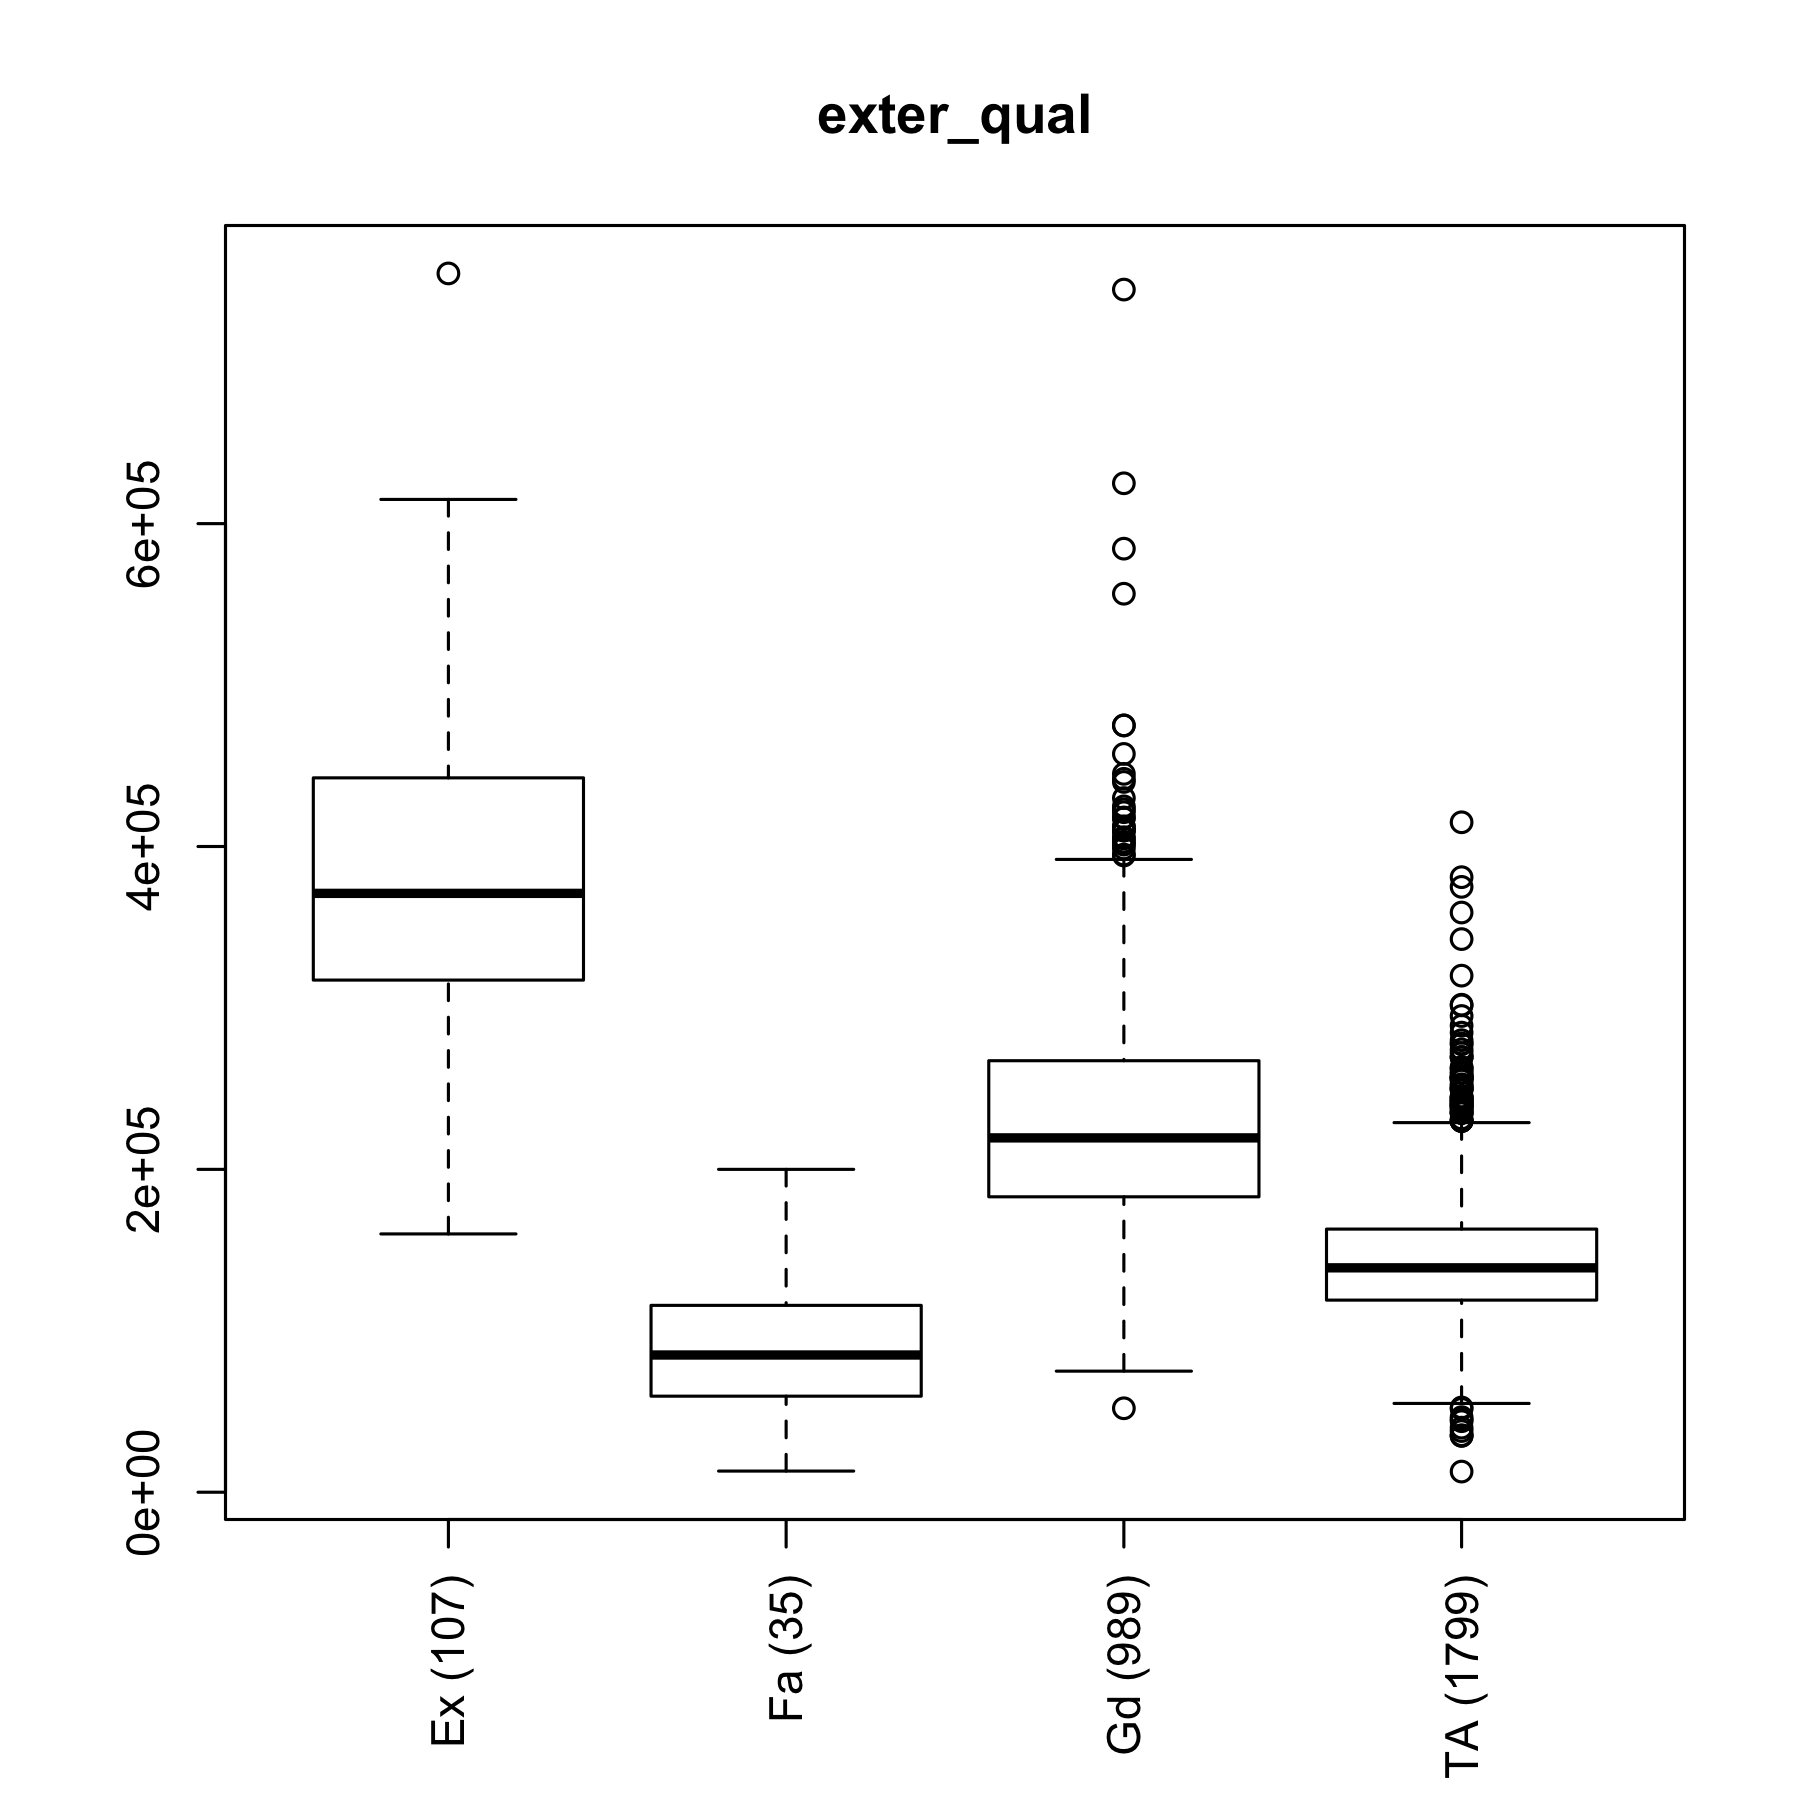 exter_qual
6e+05
4e+05
2e+05
0e+00
Ex (107)
Fa (35)
Gd (989)
TA (1799)